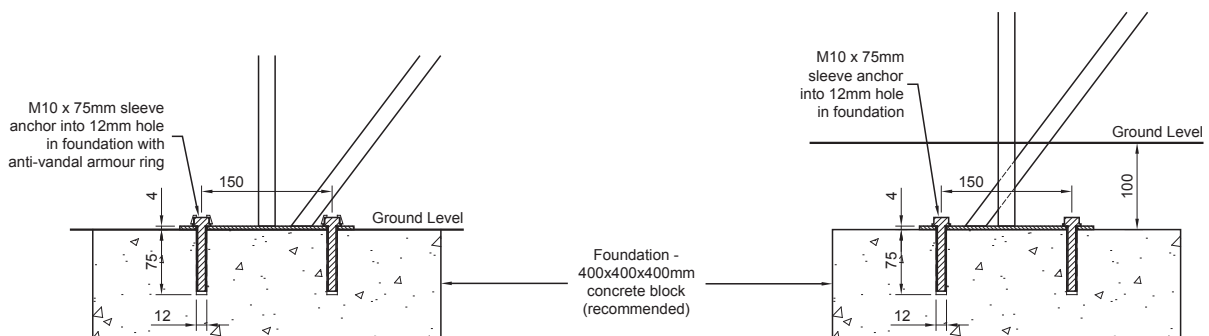 M10 x 75mm sleeve
anchor into 12mm hole
in foundation with
anti-vandal armour ring
150
4
Ground Level
75
12
Foundation -
400x400x400mm
concrete block
(recommended)
M10 x 75mm
sleeve anchor
into 12mm hole
in foundation
Ground Level
150
4
100
75
12